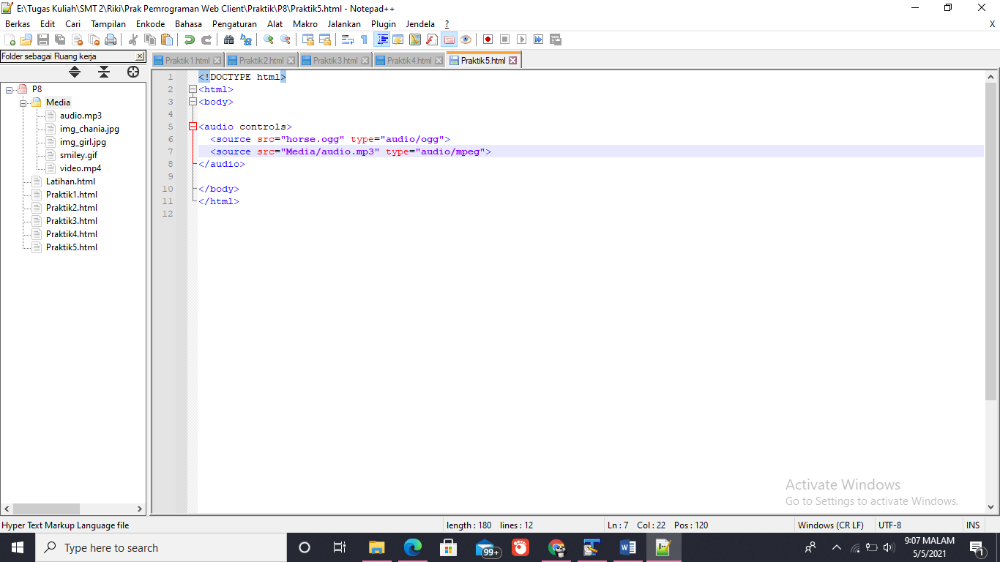 E:\Tugas Kuliah\SMT 2\Riki\Prak Pemrograman Web Client\Praktik\P8\Praktik5.html - Notepad++
Berkas Edit Cari Tampilan Enkode Bahasa Pengaturan Alat Makro Jalankan Plugin Jendela ? X
Folder sebagai Ruang kerja
Praktik1.html Praktik2.html Praktik3.html Praktik4.html Praktik5.html
P8
Media
audio.mp3
img_chania.jpg
img_girl.jpg
smiley.gif
video.mp4
Latihan.html
Praktik1.html
Praktik2.html
Praktik3.html
Praktik4.html
Praktik5.html
1 <!DOCTYPE html>
2 <html>
3 <body>
4
5 <audio controls>
6 <source src="horse.ogg" type="audio/ogg">
7 <source src="Media/audio.mp3" type="audio/mpeg">
8 </audio>
9
10 </body>
11 </html>
12
Activate Windows
Go to Settings to activate Windows.
Hyper Text Markup Language file length : 180 lines : 12 Ln : 7 Col : 22 Pos : 120 Windows (CR LF) UTF-8 INS
Type here to search
99+
9:07 MALAM
5/5/2021
1